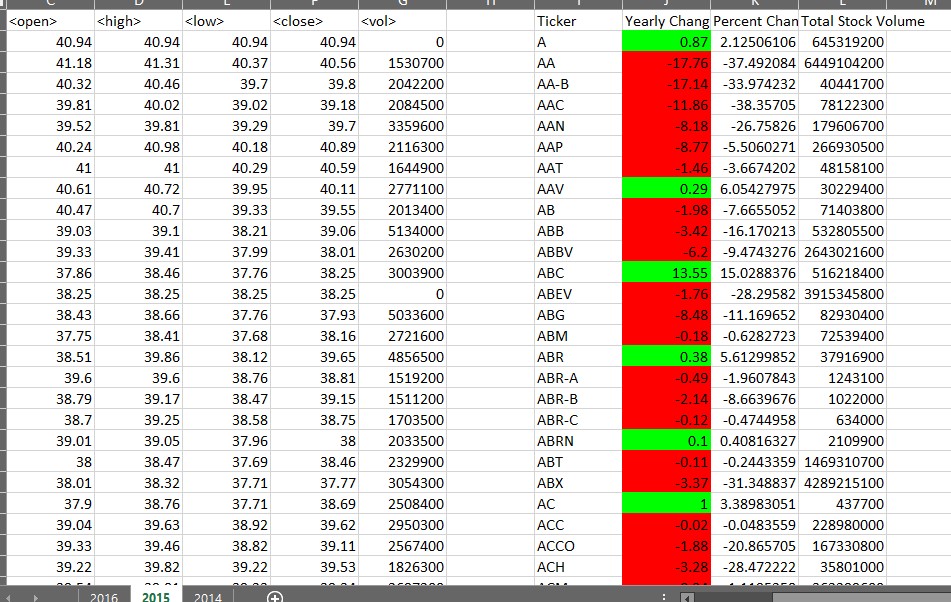 <open> <high> <low> <close> <vol> Ticker Yearly Chang Percent Chan Total Stock Volume
40.94 40.94 40.94 40.94 0 A 0.87 2.12506106 645319200
41.18 41.31 40.37 40.56 1530700 AA -17.76 -37.492084 6449104200
40.32 40.46 39.7 39.8 2042200 AA-B -17.14 -33.974232 40441700
39.81 40.02 39.02 39.18 2084500 AAC -11.86 -38.35705 78122300
39.52 39.81 39.29 39.7 3359600 AAN -8.18 -26.75826 179606700
40.24 40.98 40.18 40.89 2116300 AAP -8.77 -5.5060271 266930500
41 41 40.29 40.59 1644900 AAT -1.46 -3.6674202 48158100
40.61 40.72 39.95 40.11 2771100 AAV 0.29 6.05427975 30229400
40.47 40.7 39.33 39.55 2013400 AB -1.98 -7.6655052 71403800
39.03 39.1 38.21 39.06 5134000 ABB -3.42 -16.170213 532805500
39.33 39.41 37.99 38.01 2630200 ABBV -6.2 -9.4743276 2643021600
37.86 38.46 37.76 38.25 3003900 ABC 13.55 15.0288376 516218400
38.25 38.25 38.25 38.25 0 ABEV -1.76 -28.29582 3915345800
38.43 38.66 37.76 37.93 5033600 ABG -8.48 -11.169652 82930400
37.75 38.41 37.68 38.16 2721600 ABM -0.18 -0.6282723 72539400
38.51 39.86 38.12 39.65 4856500 ABR 0.38 5.61299852 37916900
39.6 39.6 38.76 38.81 1519200 ABR-A -0.49 -1.9607843 1243100
38.79 39.17 38.47 39.15 1511200 ABR-B -2.14 -8.6639676 1022000
38.7 39.25 38.58 38.75 1703500 ABR-C -0.12 -0.4744958 634000
39.01 39.05 37.96 38 2033500 ABRN 0.1 0.40816327 2109900
38 38.47 37.69 38.46 2329900 ABT -0.11 -0.2443359 1469310700
38.01 38.32 37.71 37.77 3054300 ABX -3.37 -31.348837 4289215100
37.9 38.76 37.71 38.69 2508400 AC 1 3.38983051 437700
39.04 39.63 38.92 39.62 2950300 ACC -0.02 -0.0483559 228980000
39.33 39.46 38.82 39.11 2567400 ACCO -1.88 -20.865705 167330800
39.22 39.82 39.22 39.53 1826300 ACH -3.28 -28.472222 35801000
2016 2015 2014